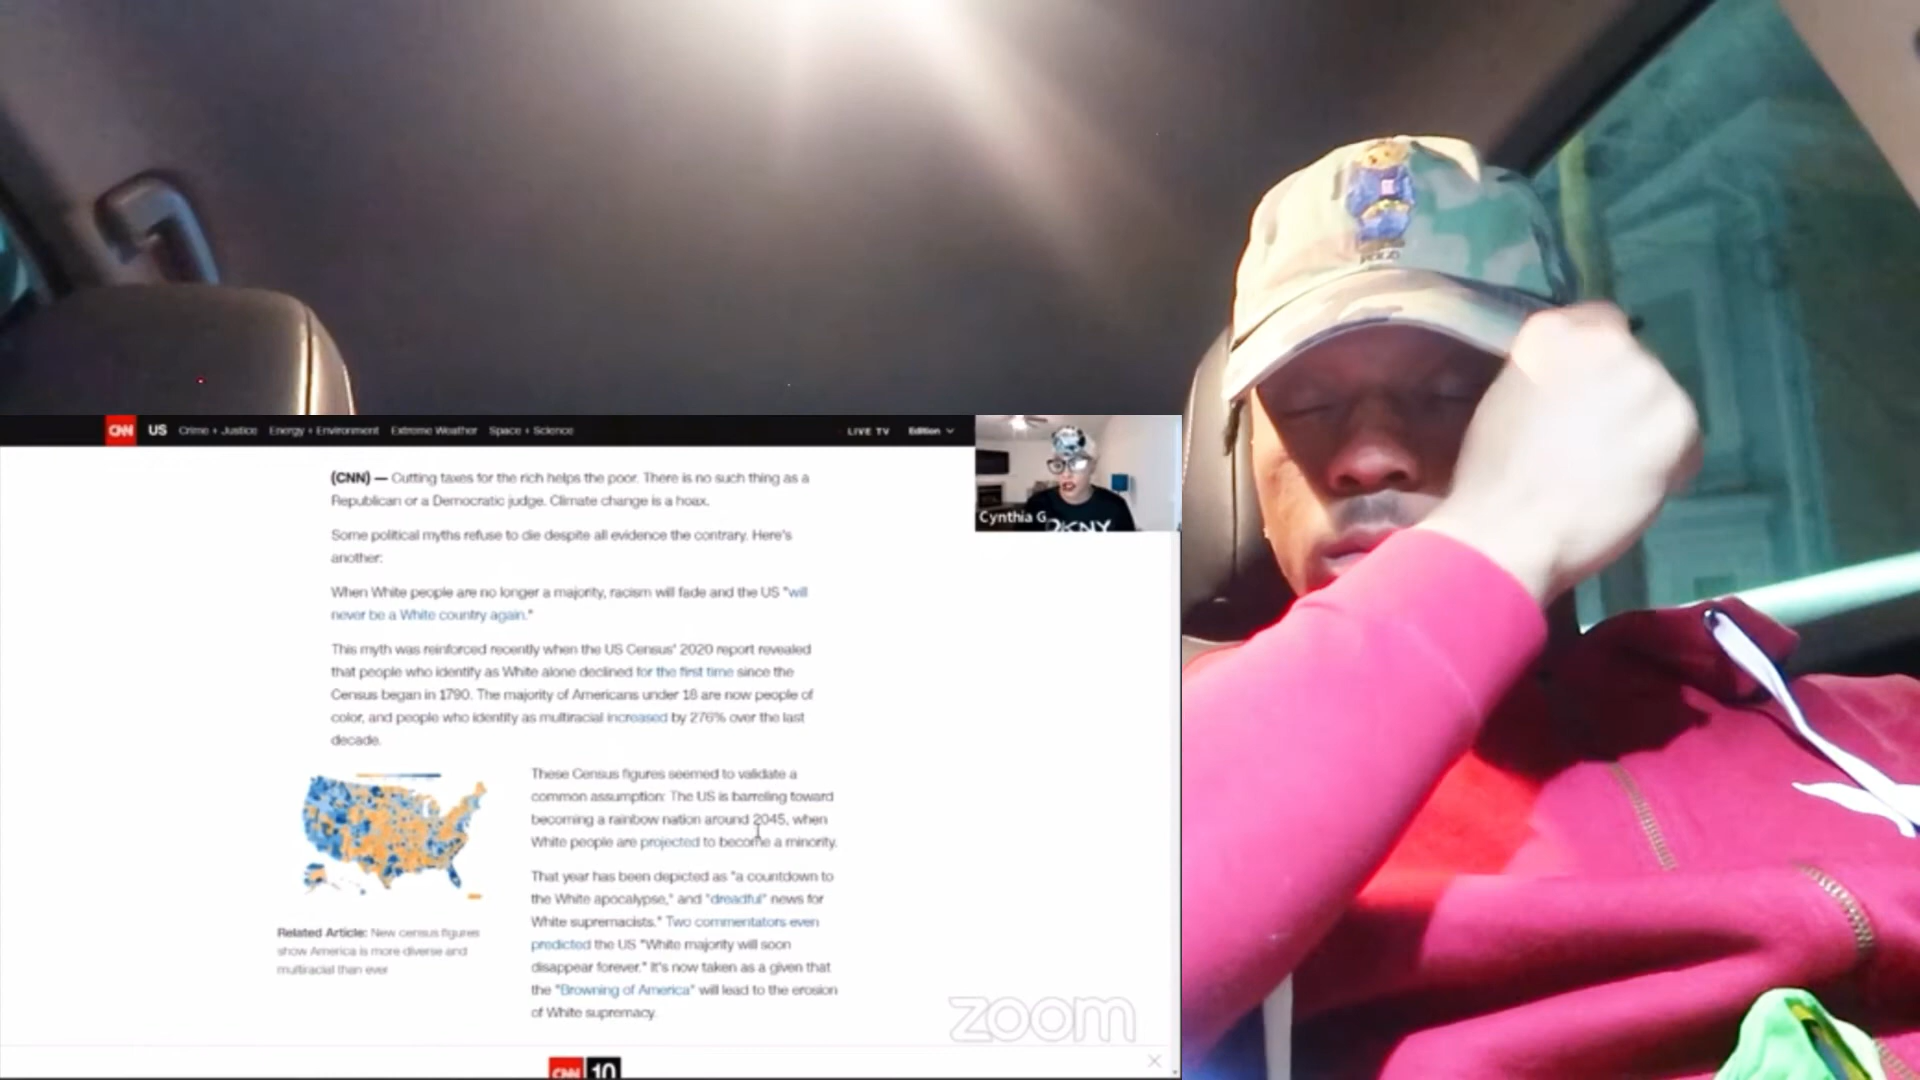 POLO
CNN US Crime + Justice Energy + Environment Extreme Weather Space + Science LIVE TV Edition
Cynthia G
DKNY
(CNN) — Cutting taxes for the rich helps the poor. There is no such thing as a
Republican or a Democratic judge. Climate change is a hoax.
Some political myths refuse to die despite all evidence the contrary. Here's
another:
When White people are no longer a majority, racism will fade and the US "will
never be a White country again."
This myth was reinforced recently when the US Census' 2020 report revealed
that people who identify as White alone declined for the first time since the
Census began in 1790. The majority of Americans under 18 are now people of
color, and people who identify as multiracial increased by 276% over the last
decade.
These Census figures seemed to validate a
common assumption: The US is barreling toward
becoming a rainbow nation around 2045, when
White people are projected to become a minority.
That year has been depicted as "a countdown to
the White apocalypse," and "dreadful" news for
White supremacists." Two commentators even
predicted the US "White majority will soon
disappear forever." It's now taken as a given that
the "Browning of America" will lead to the erosion
of White supremacy.
Related Article: New census figures
show America is more diverse and
multiracial than ever
zoom
CNN 10